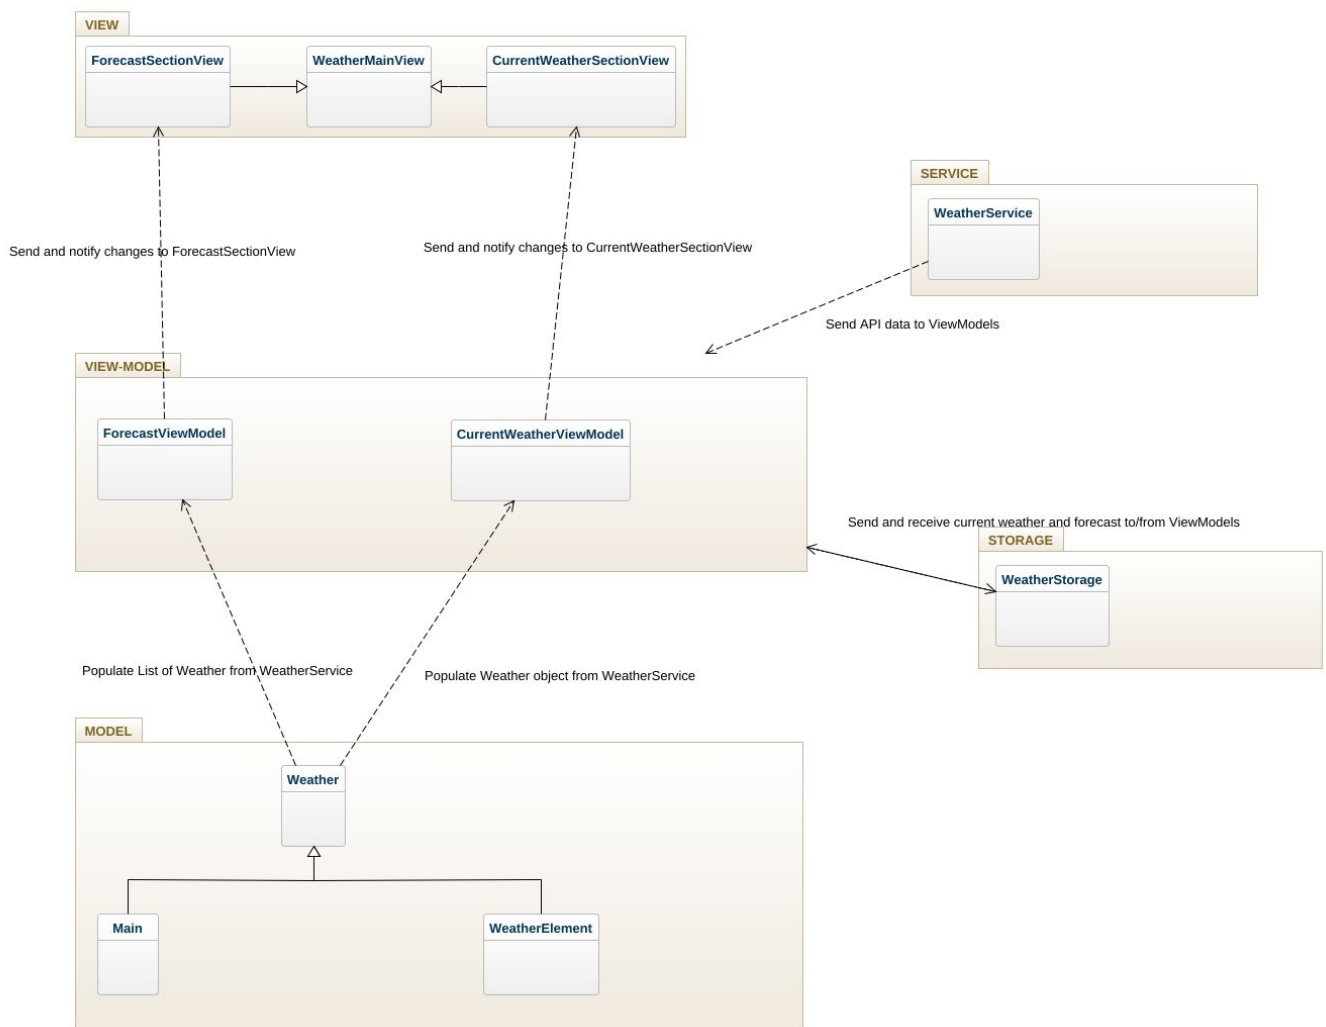 VIEW
ForecastSectionView
WeatherMainView
CurrentWeatherSectionView
SERVICE
WeatherService
Send and notify changes to ForecastSectionView
Send and notify changes to CurrentWeatherSectionView
Send API data to ViewModels
VIEW-MODEL
ForecastViewModel
CurrentWeatherViewModel
Send and receive current weather and forecast to/from ViewModels
STORAGE
WeatherStorage
Populate List of Weather from WeatherService
Populate Weather object from WeatherService
MODEL
Weather
Main
WeatherElement